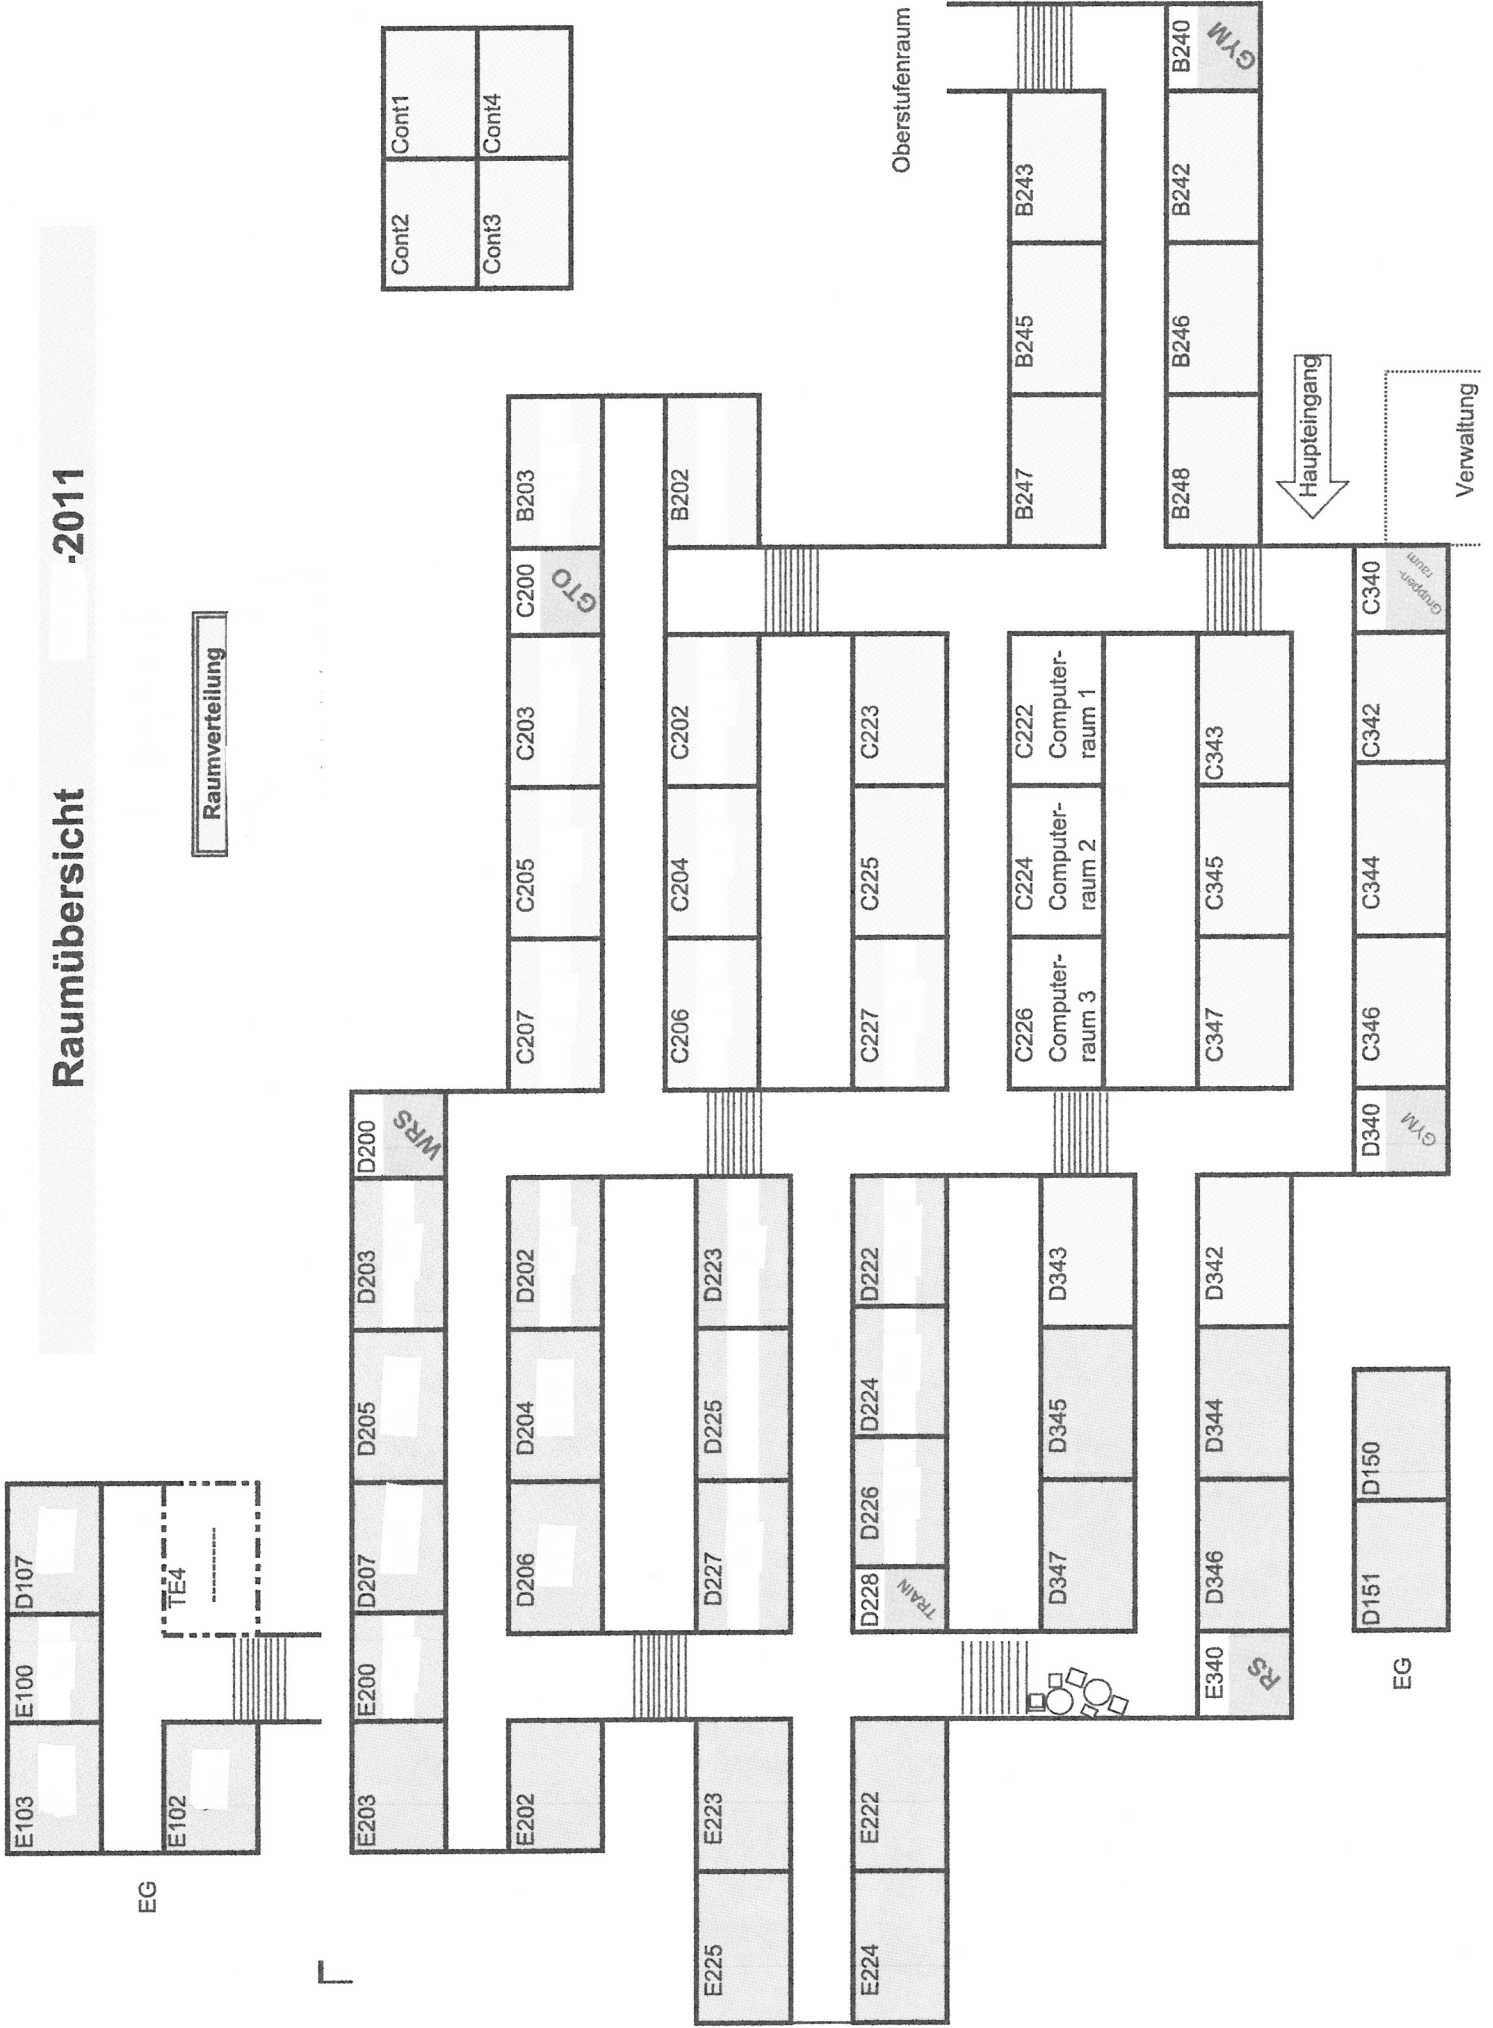 Raumübersicht -2011
Raumverteilung
E103
E100
D107
EG
E102
TE4
E203
E200
D207
D205
D203
D200
WRS
Cont2
Cont1
Cont3
Cont4
E202
D206
D204
D202
C207
C205
C203
C200
GTO
B203
C206
C204
C202
B202
E225
E223
D227
D225
D223
E224
E222
D228
TRAIN
D226
D224
D222
C227
C225
C223
Oberstufenraum
C226
Computer-
raum 3
C224
Computer-
raum 2
C222
Computer-
raum 1
B247
B245
B243
D347
D345
D343
B248
B246
B242
B240
GYM
E340
RS
D346
D344
D342
C347
C345
C343
Haupteingang
D151
D150
EG
D340
GYM
C346
C344
C342
C340
Gruppen-
raum
Verwaltung